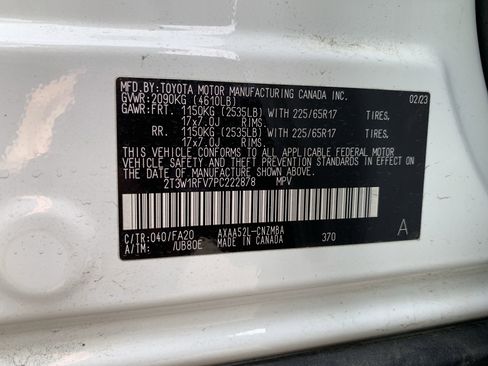 MFD.BY:TOYOTA MOTOR MANUFACTURING CANADA INC. 02/23
GVWR:2090KG (4610LB)
GAWR:FRT. 1150KG (2535LB) WITH 225/65R17 TIRES,
17x7.0J RIMS.
RR. 1150KG (2535LB) WITH 225/65R17 TIRES,
17x7.0J RIMS.
THIS VEHICLE CONFORMS TO ALL APPLICABLE FEDERAL MOTOR
VEHICLE SAFETY AND THEFT PREVENTION STANDARDS IN EFFECT ON
THE DATE OF MANUFACTURE SHOWN ABOVE.
2T3W1RFV7PC222878 MPV
C/TR:040/FA20 AXAA52L-CNZMBA 370 A
A/TM: /UB80E MADE IN CANADA